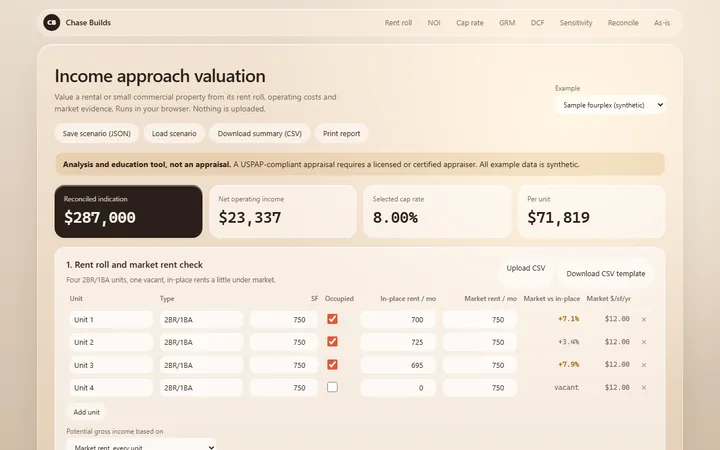 CB Chase Builds Rent roll NOI Cap rate GRM DCF Sensitivity Reconcile As-is
Income approach valuation
Value a rental or small commercial property from its rent roll, operating costs and
market evidence. Runs in your browser. Nothing is uploaded.
Example
Sample fourplex (synthetic)
Save scenario (JSON) Load scenario Download summary (CSV) Print report
Analysis and education tool, not an appraisal. A USPAP-compliant appraisal requires a licensed or certified appraiser. All example data is synthetic.
Reconciled indication
$287,000
Net operating income
$23,337
Selected cap rate
8.00%
Per unit
$71,819
1. Rent roll and market rent check
Four 2BR/1BA units, one vacant, in-place rents a little under market.
Upload CSV Download CSV template
Unit Type SF Occupied In-place rent / mo Market rent / mo Market vs in-place Market $/sf/yr
Unit 1 2BR/1BA 750 700 750 +7.1% $12.00 ×
Unit 2 2BR/1BA 750 725 750 +3.4% $12.00 ×
Unit 3 2BR/1BA 750 695 750 +7.9% $12.00 ×
Unit 4 2BR/1BA 750 0 750 vacant $12.00 ×
Add unit
Potential gross income based on
Market rent, every unit